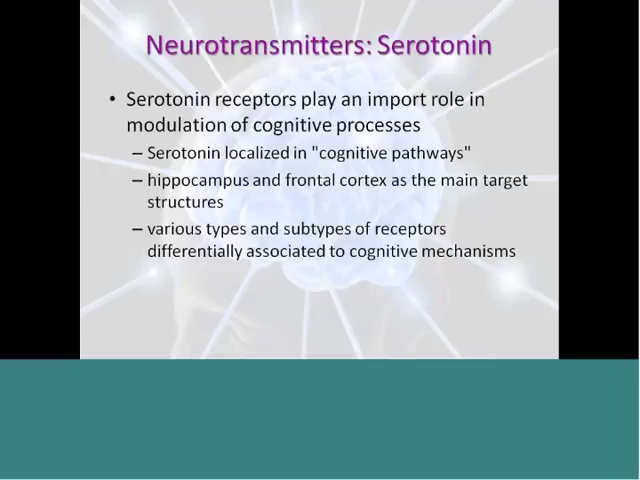 Neurotransmitters: Serotonin
• Serotonin receptors play an import role in
modulation of cognitive processes
– Serotonin localized in "cognitive pathways"
– hippocampus and frontal cortex as the main target
structures
– various types and subtypes of receptors
differentially associated to cognitive mechanisms